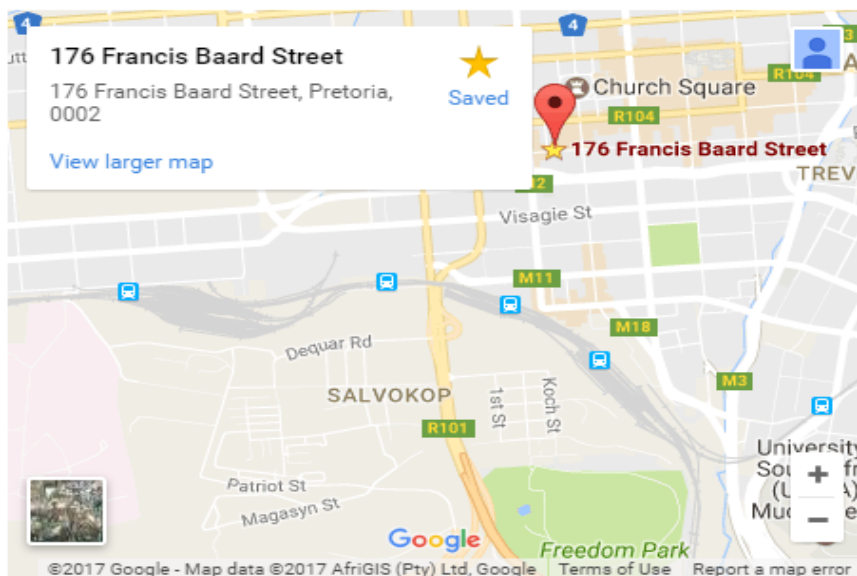 4
4
M3
176 Francis Baard Street
176 Francis Baard Street, Pretoria,
0002
Saved
View larger map
R104
Church Square
R104
176 Francis Baard Street
TREV
Visagie St
M11
M18
Dequar Rd
M3
SALVOKOP
1st St
Koch St
R101
University
Patriot St
Magasyn St
Google
Freedom Park
©2017 Google - Map data ©2017 AfriGIS (Pty) Ltd, Google Terms of Use Report a map error